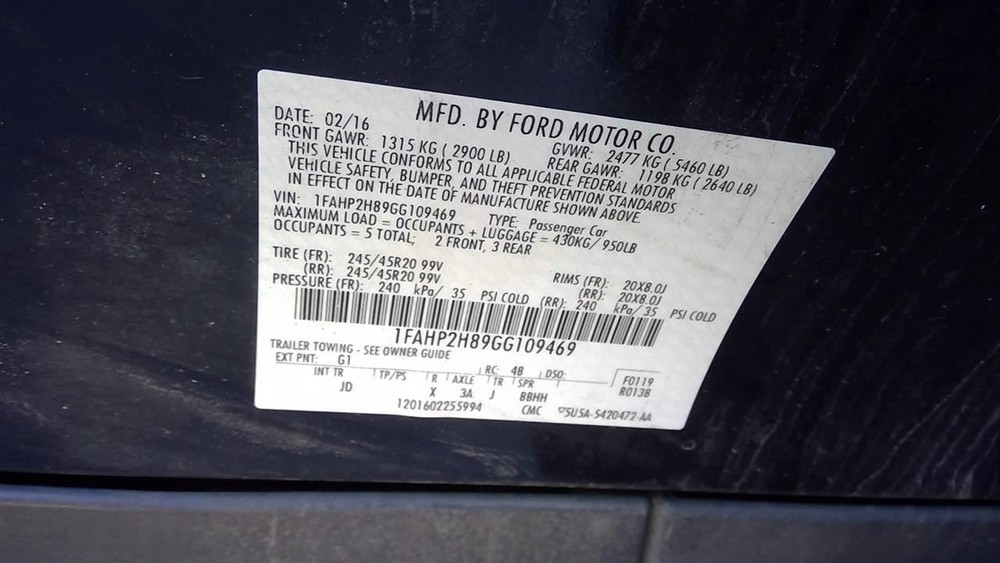 MFD. BY FORD MOTOR CO.
DATE: 02/16 GVWR: 2477 KG ( 5460 LB)
FRONT GAWR: 1315 KG ( 2900 LB) REAR GAWR: 1198 KG ( 2640 LB)
THIS VEHICLE CONFORMS TO ALL APPLICABLE FEDERAL MOTOR
VEHICLE SAFETY, BUMPER, AND THEFT PREVENTION STANDARDS
IN EFFECT ON THE DATE OF MANUFACTURE SHOWN ABOVE.
VIN: 1FAHP2H89GG109469 TYPE: Passenger Car
MAXIMUM LOAD = OCCUPANTS + LUGGAGE = 430KG/ 950LB
OCCUPANTS = 5 TOTAL; 2 FRONT, 3 REAR
TIRE (FR): 245/45R20 99V RIMS (FR): 20X8.0J
(RR): 245/45R20 99V (RR): 20X8.0J
PRESSURE (FR): 240 kPa/ 35 PSI COLD (RR): 240 kPa/ 35 PSI COLD
1FAHP2H89GG109469
TRAILER TOWING - SEE OWNER GUIDE
EXT PNT: G1 RC: 48 DSO: F0119
INT TR TP/PS R AXLE TR SPR R0138
JD X 3A J BBHH
1201602255994 CMC 5U5A-5420472-AA